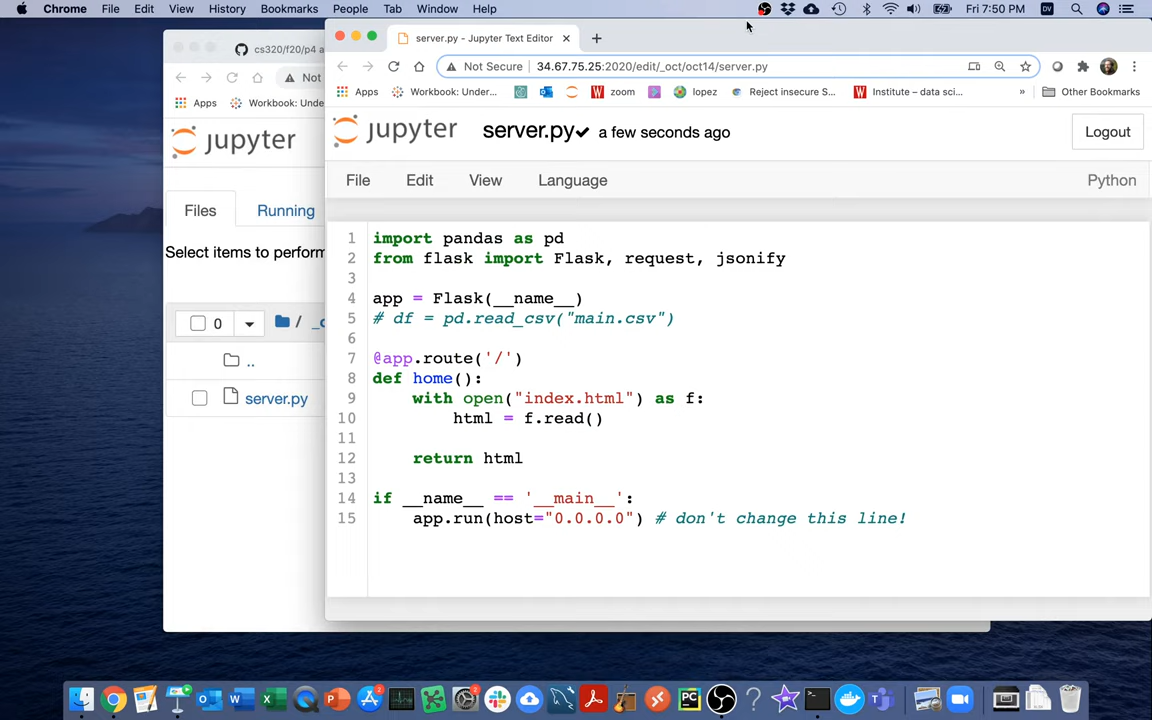 Chrome File Edit View History Bookmarks People Tab Window Help Fri 7:50 PM DV
cs320/f20/p4 a
Not
Apps Workbook: Unde
jupyter
Files Running
Select items to perform
0 /
..
server.py
server.py - Jupyter Text Editor
Not Secure 34.67.75.25:2020/edit/_oct/oct14/server.py
Apps Workbook: Under... zoom lopez Reject insecure S... Institute – data sci... » Other Bookmarks
jupyter server.py✔ a few seconds ago Logout
File Edit View Language Python
1 import pandas as pd
2 from flask import Flask, request, jsonify
3
4 app = Flask(__name__)
5 # df = pd.read_csv("main.csv")
6
7 @app.route('/')
8 def home():
9     with open("index.html") as f:
10         html = f.read()
11
12     return html
13
14 if __name__ == '__main__':
15     app.run(host="0.0.0.0") # don't change this line!